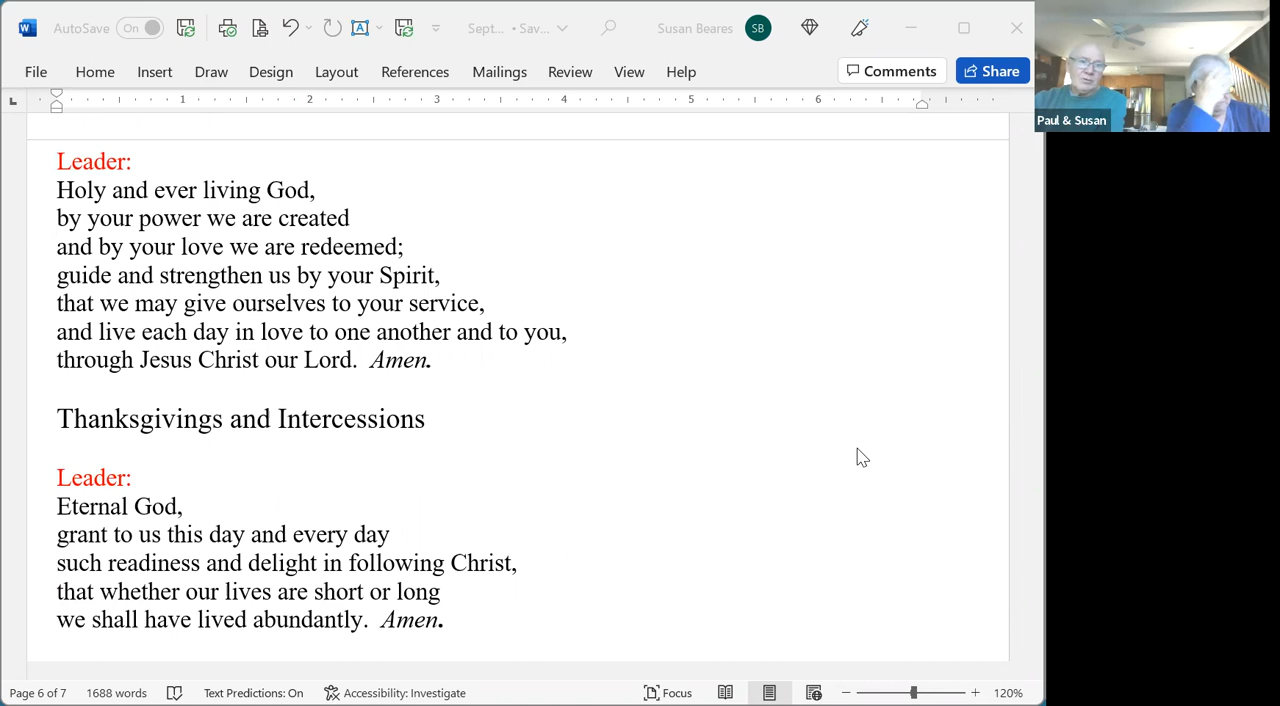 AutoSave On Sept... • Sav... Susan Beares SB
File Home Insert Draw Design Layout References Mailings Review View Help Comments Share
1 2 3 4 5 6
Paul & Susan
Leader:
Holy and ever living God,
by your power we are created
and by your love we are redeemed;
guide and strengthen us by your Spirit,
that we may give ourselves to your service,
and live each day in love to one another and to you,
through Jesus Christ our Lord. Amen.
Thanksgivings and Intercessions
Leader:
Eternal God,
grant to us this day and every day
such readiness and delight in following Christ,
that whether our lives are short or long
we shall have lived abundantly. Amen.
Page 6 of 7 1688 words Text Predictions: On Accessibility: Investigate Focus 120%